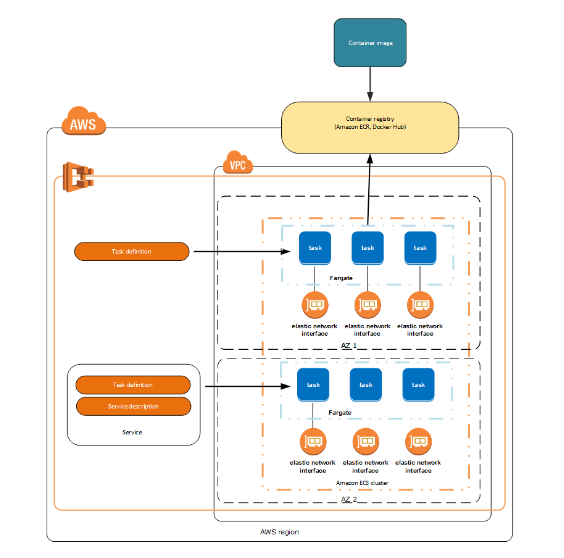 Container image
Container registry
(Amazon ECR, Docker Hub)
AWS
VPC
task
task
task
Task definition
Fargate
elastic network
interface
elastic network
interface
elastic network
interface
AZ 1
Task definition
Service description
Service
task
task
task
Fargate
elastic network
interface
elastic network
interface
elastic network
interface
Amazon ECS cluster
AZ 2
AWS region